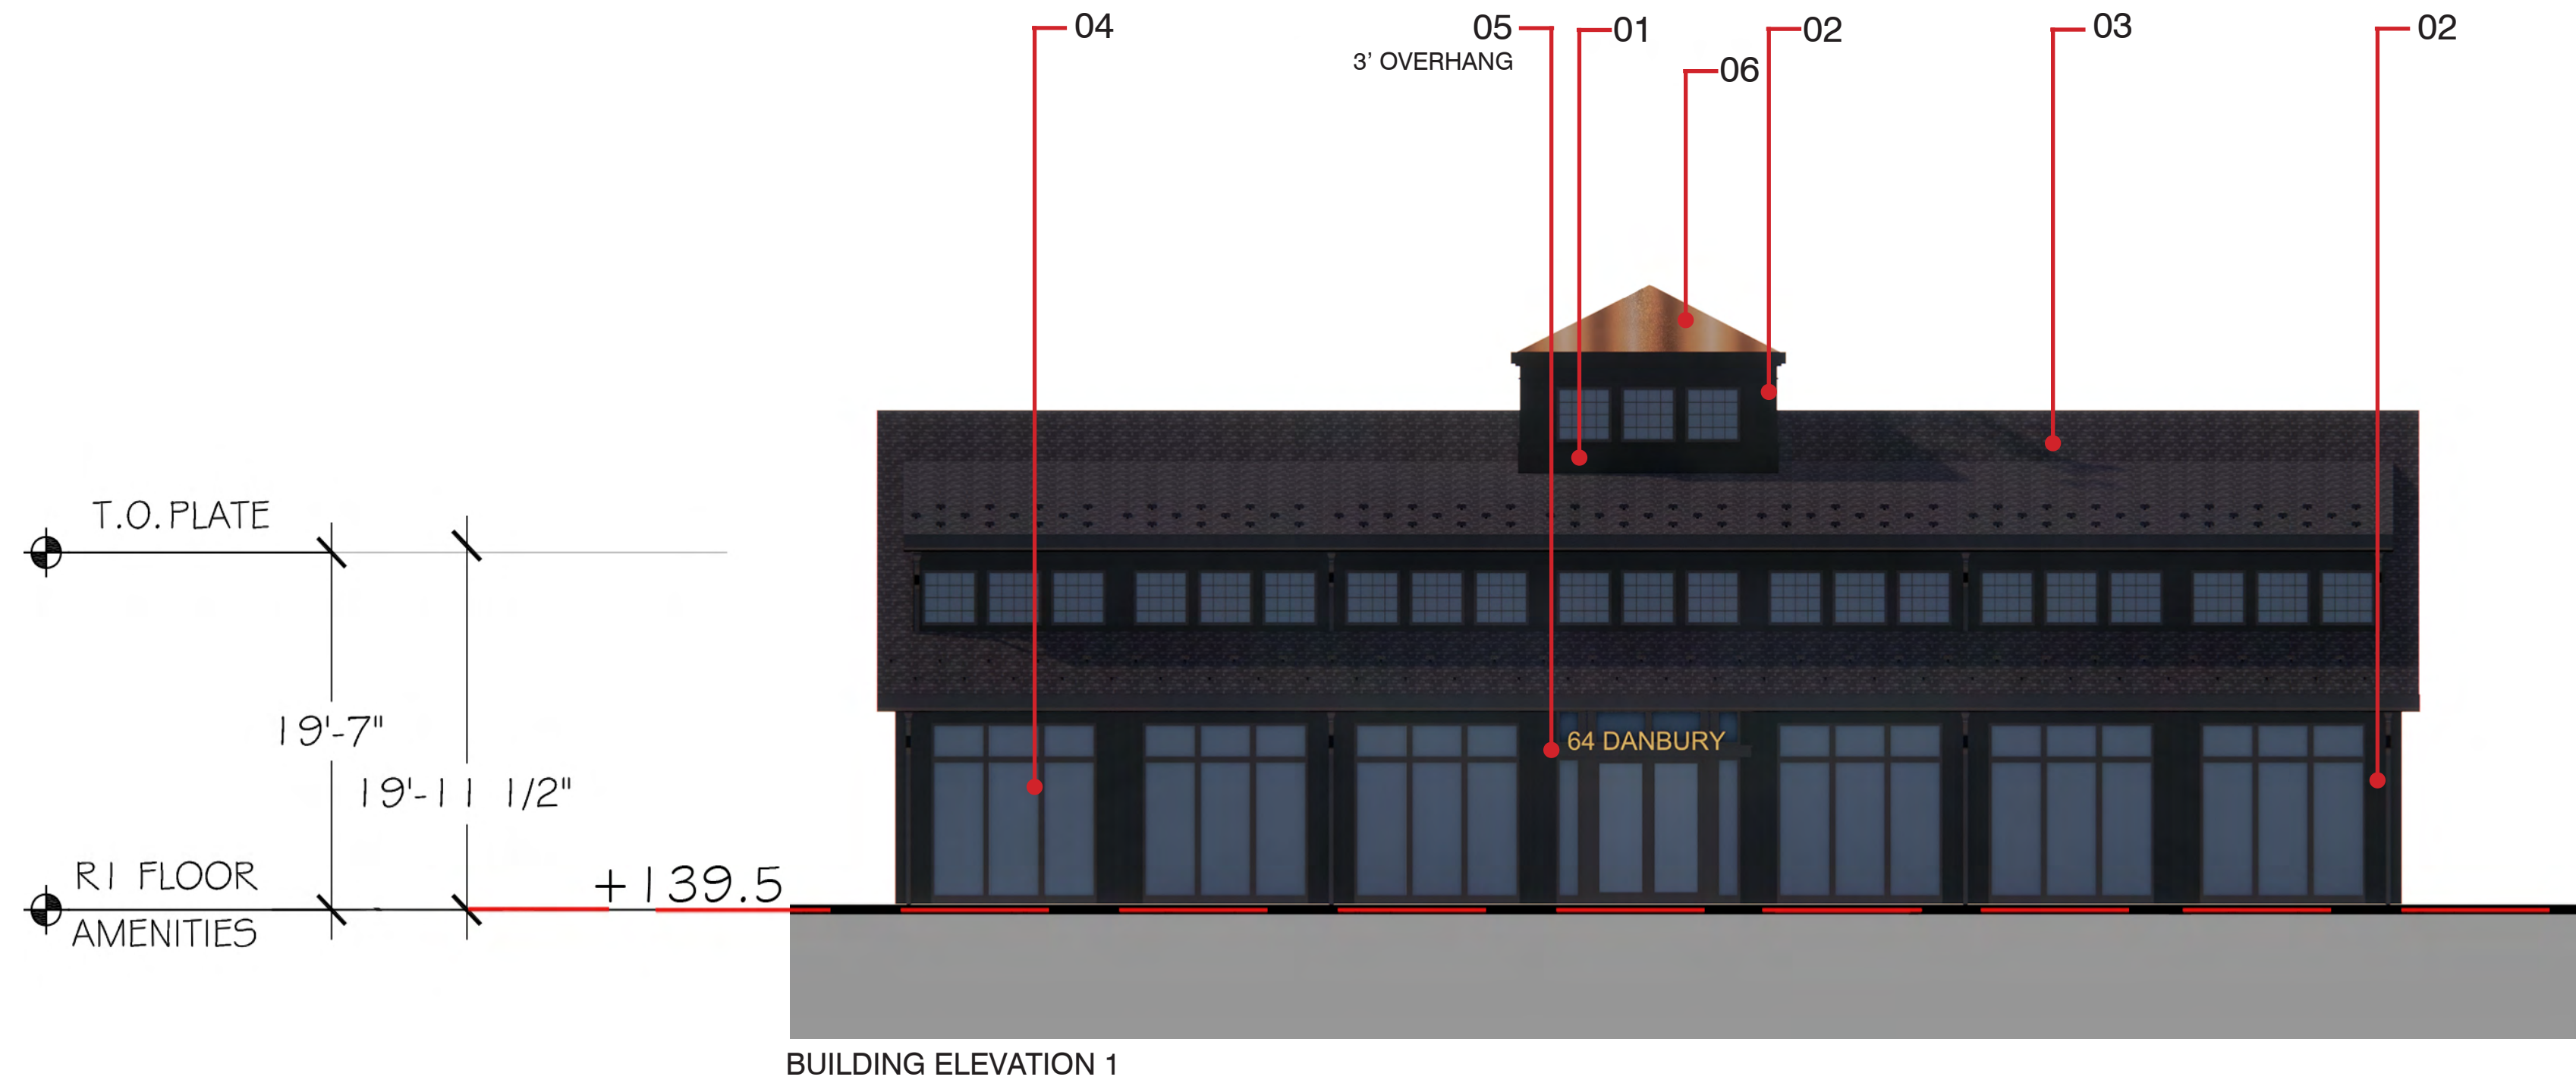 04
05
01
02
03
02
3’ OVERHANG
06
T.O. PLATE
19'-7"
64 DANBURY
19'-11 1/2"
R1 FLOOR
+139.5
AMENITIES
BUILDING ELEVATION 1